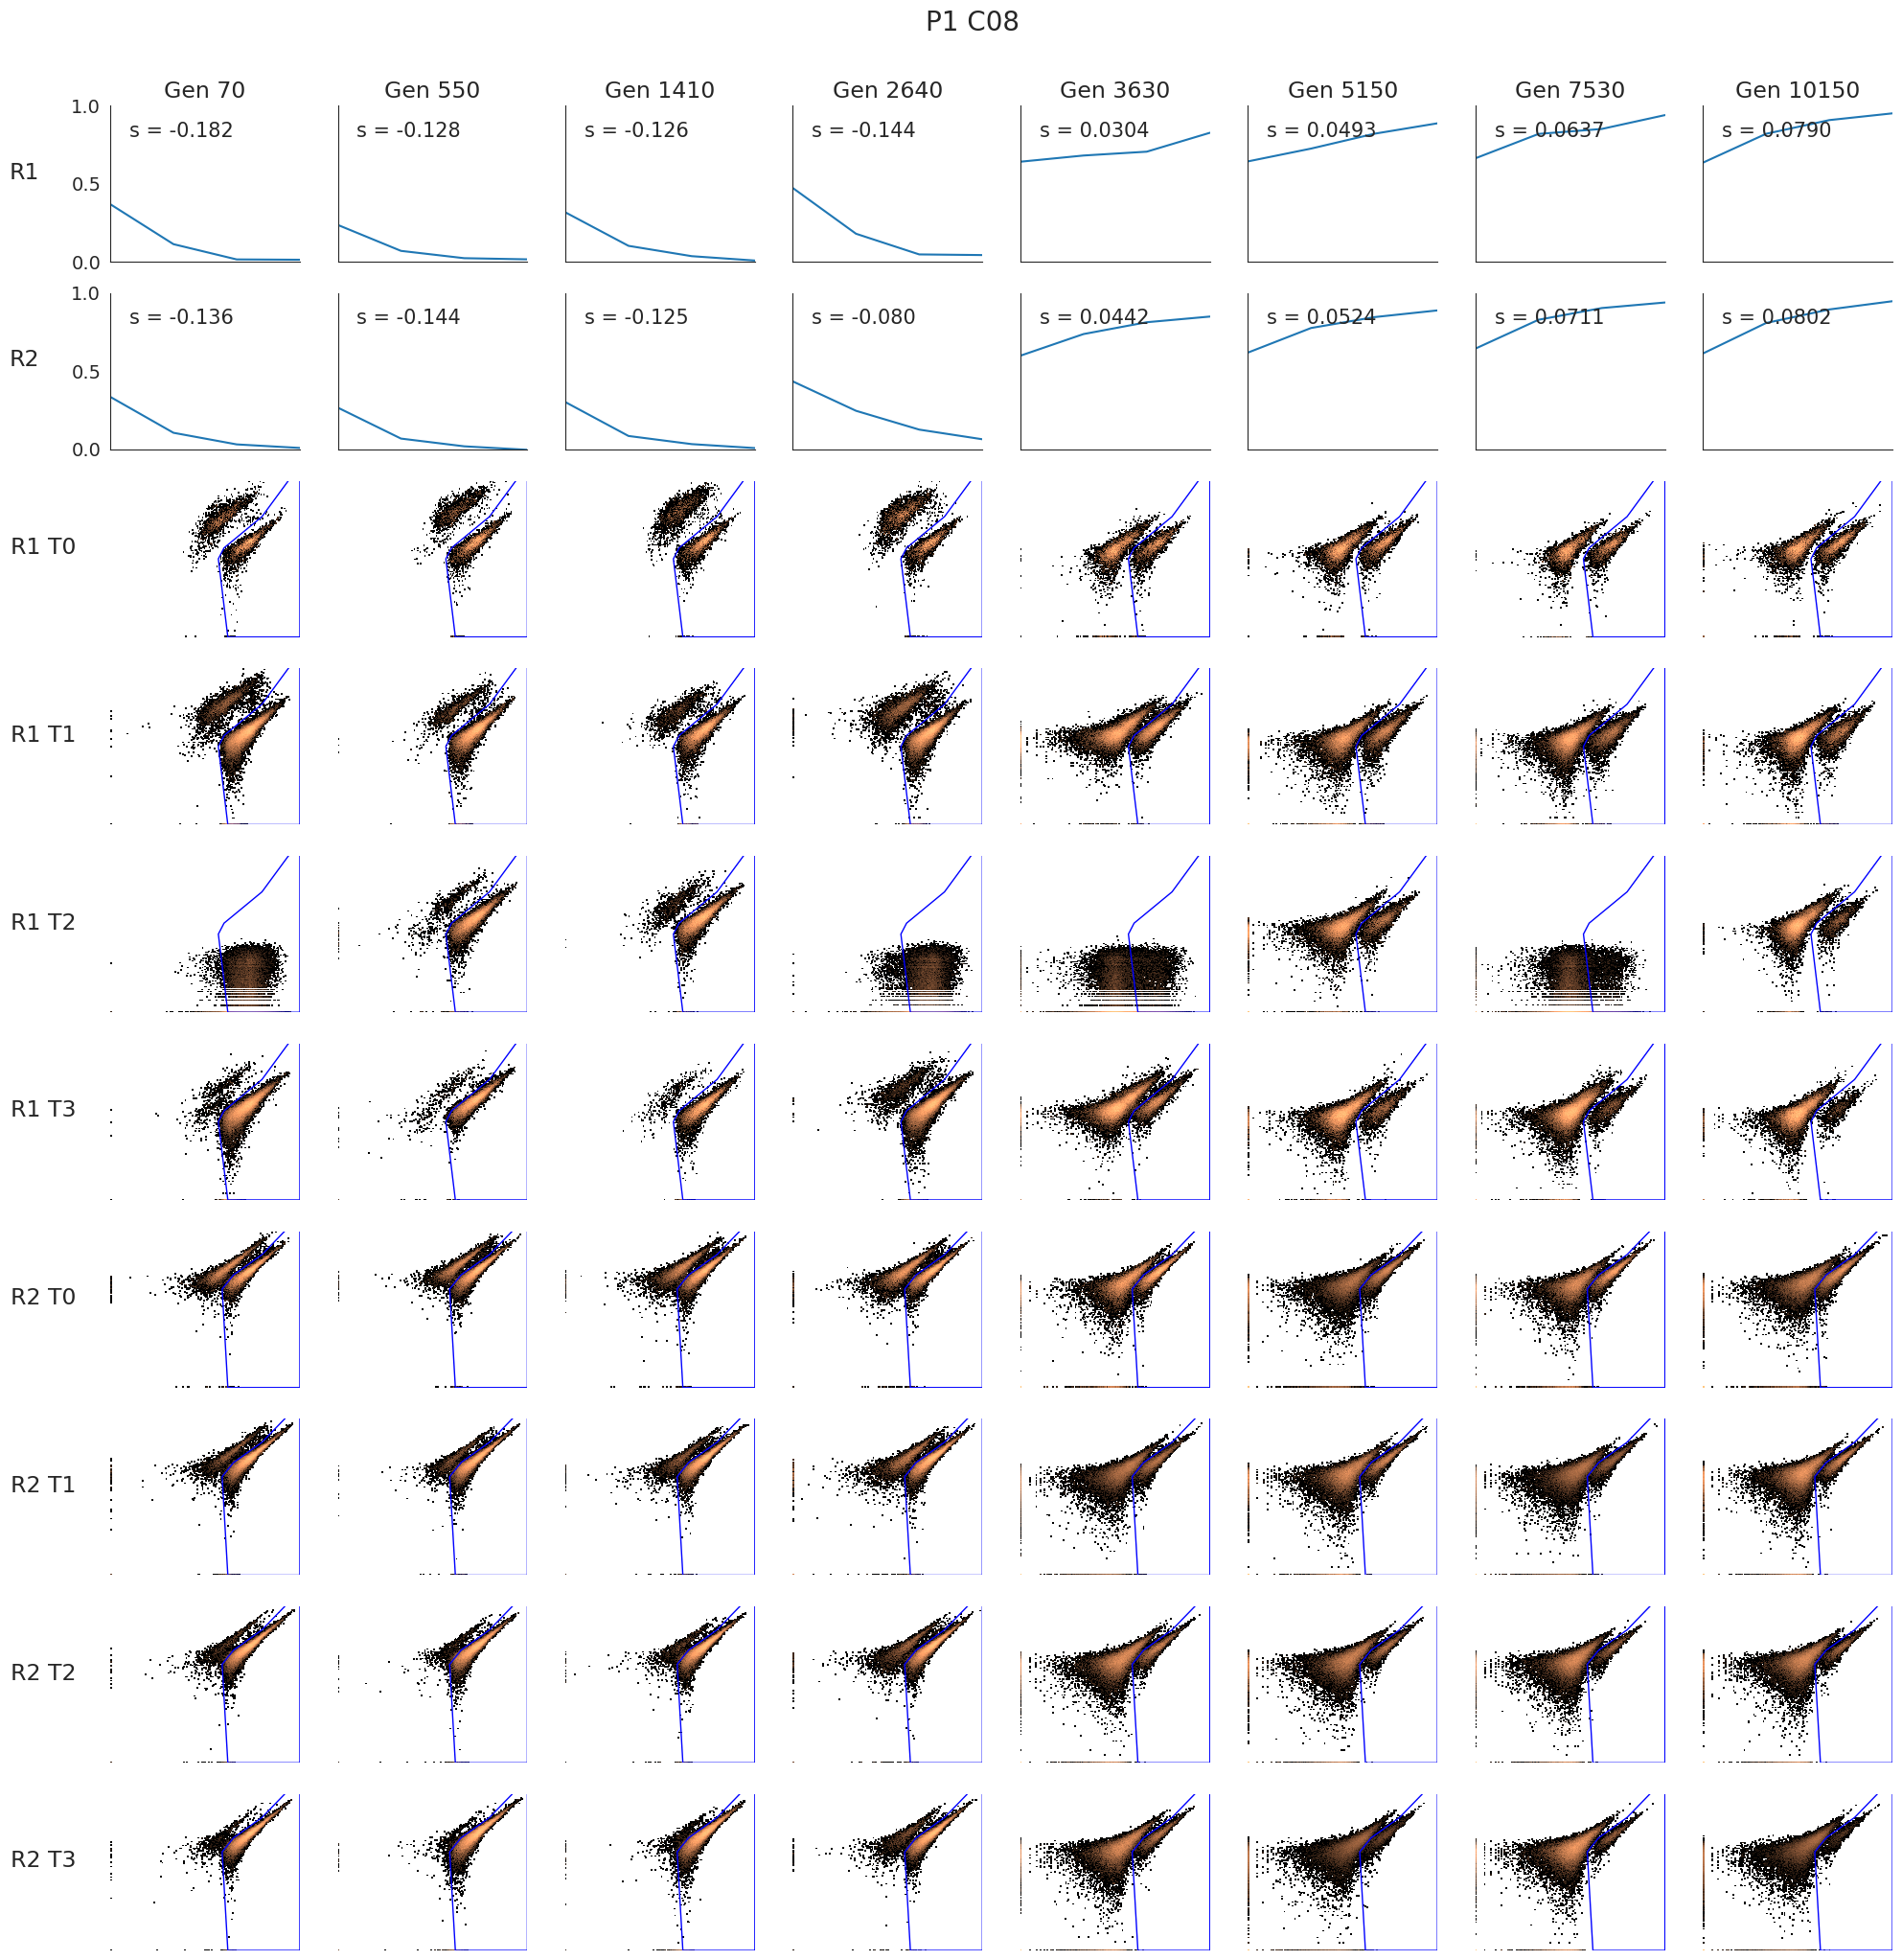 P1 C08
Gen 70 Gen 550 Gen 1410 Gen 2640 Gen 3630 Gen 5150 Gen 7530 Gen 10150
R1
1.0
0.5
0.0
s = -0.182 s = -0.128 s = -0.126 s = -0.144 s = 0.0304 s = 0.0493 s = 0.0637 s = 0.0790
R2
1.0
0.5
0.0
s = -0.136 s = -0.144 s = -0.125 s = -0.080 s = 0.0442 s = 0.0524 s = 0.0711 s = 0.0802
R1 T0
R1 T1
R1 T2
R1 T3
R2 T0
R2 T1
R2 T2
R2 T3